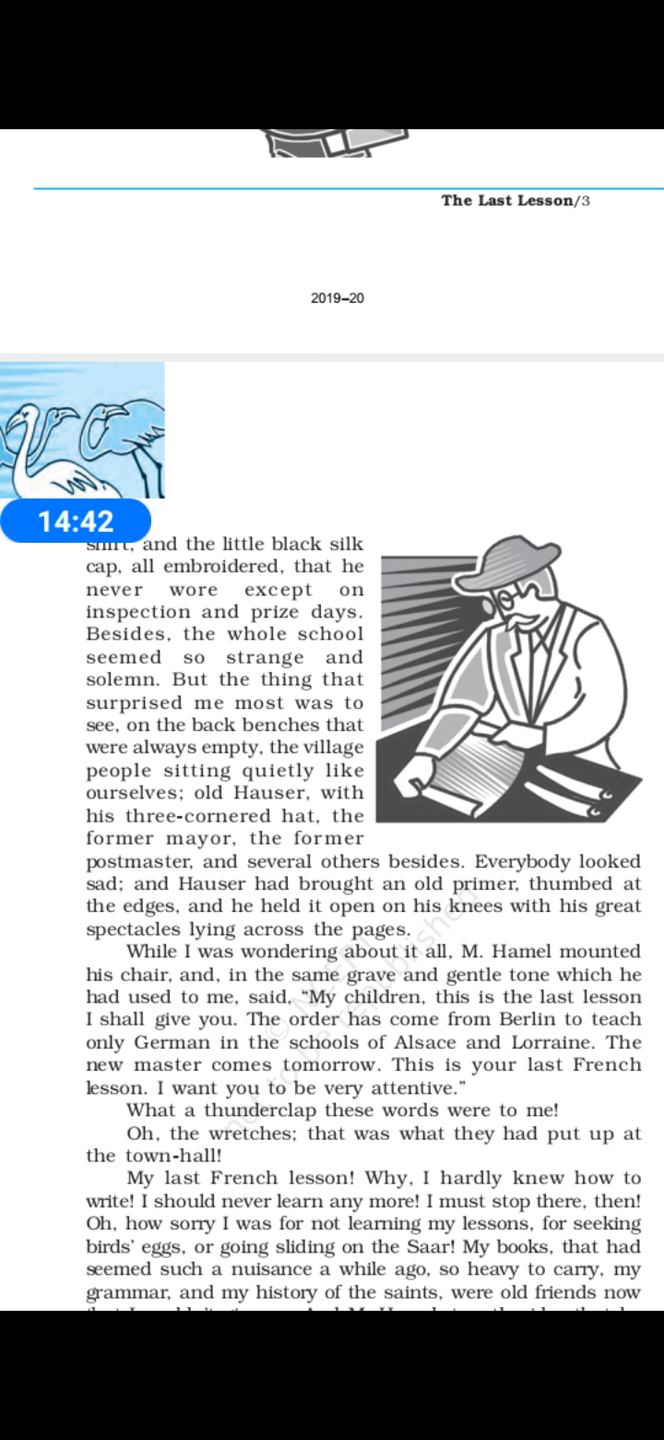 The Last Lesson/3
2019–20
14:42
shirt, and the little black silk
cap, all embroidered, that he
never wore except on
inspection and prize days.
Besides, the whole school
seemed so strange and
solemn. But the thing that
surprised me most was to
see, on the back benches that
were always empty, the village
people sitting quietly like
ourselves; old Hauser, with
his three-cornered hat, the
former mayor, the former
postmaster, and several others besides. Everybody looked
sad; and Hauser had brought an old primer, thumbed at
the edges, and he held it open on his knees with his great
spectacles lying across the pages.
While I was wondering about it all, M. Hamel mounted
his chair, and, in the same grave and gentle tone which he
had used to me, said, “My children, this is the last lesson
I shall give you. The order has come from Berlin to teach
only German in the schools of Alsace and Lorraine. The
new master comes tomorrow. This is your last French
lesson. I want you to be very attentive.”
What a thunderclap these words were to me!
Oh, the wretches; that was what they had put up at
the town-hall!
My last French lesson! Why, I hardly knew how to
write! I should never learn any more! I must stop there, then!
Oh, how sorry I was for not learning my lessons, for seeking
birds’ eggs, or going sliding on the Saar! My books, that had
seemed such a nuisance a while ago, so heavy to carry, my
grammar, and my history of the saints, were old friends now
© NCERT
not to be republished